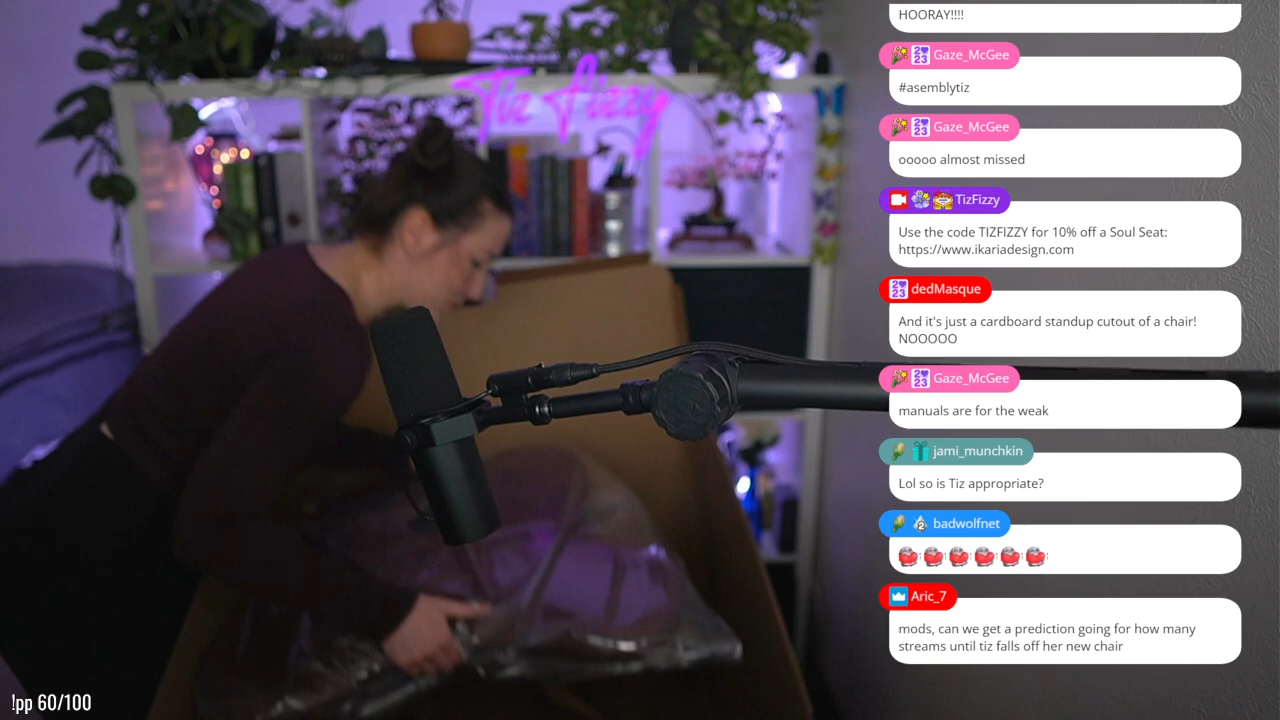 HOORAY!!!!
Gaze_McGee
#asemblytiz
Gaze_McGee
ooooo almost missed
TizFizzy
Use the code TIZFIZZY for 10% off a Soul Seat:
https://www.ikariadesign.com
dedMasque
And it's just a cardboard standup cutout of a chair!
NOOOOO
Gaze_McGee
manuals are for the weak
jami_munchkin
Lol so is Tiz appropriate?
badwolfnet
Aric_7
mods, can we get a prediction going for how many
streams until tiz falls off her new chair
Tiz fizzy
!pp 60/100